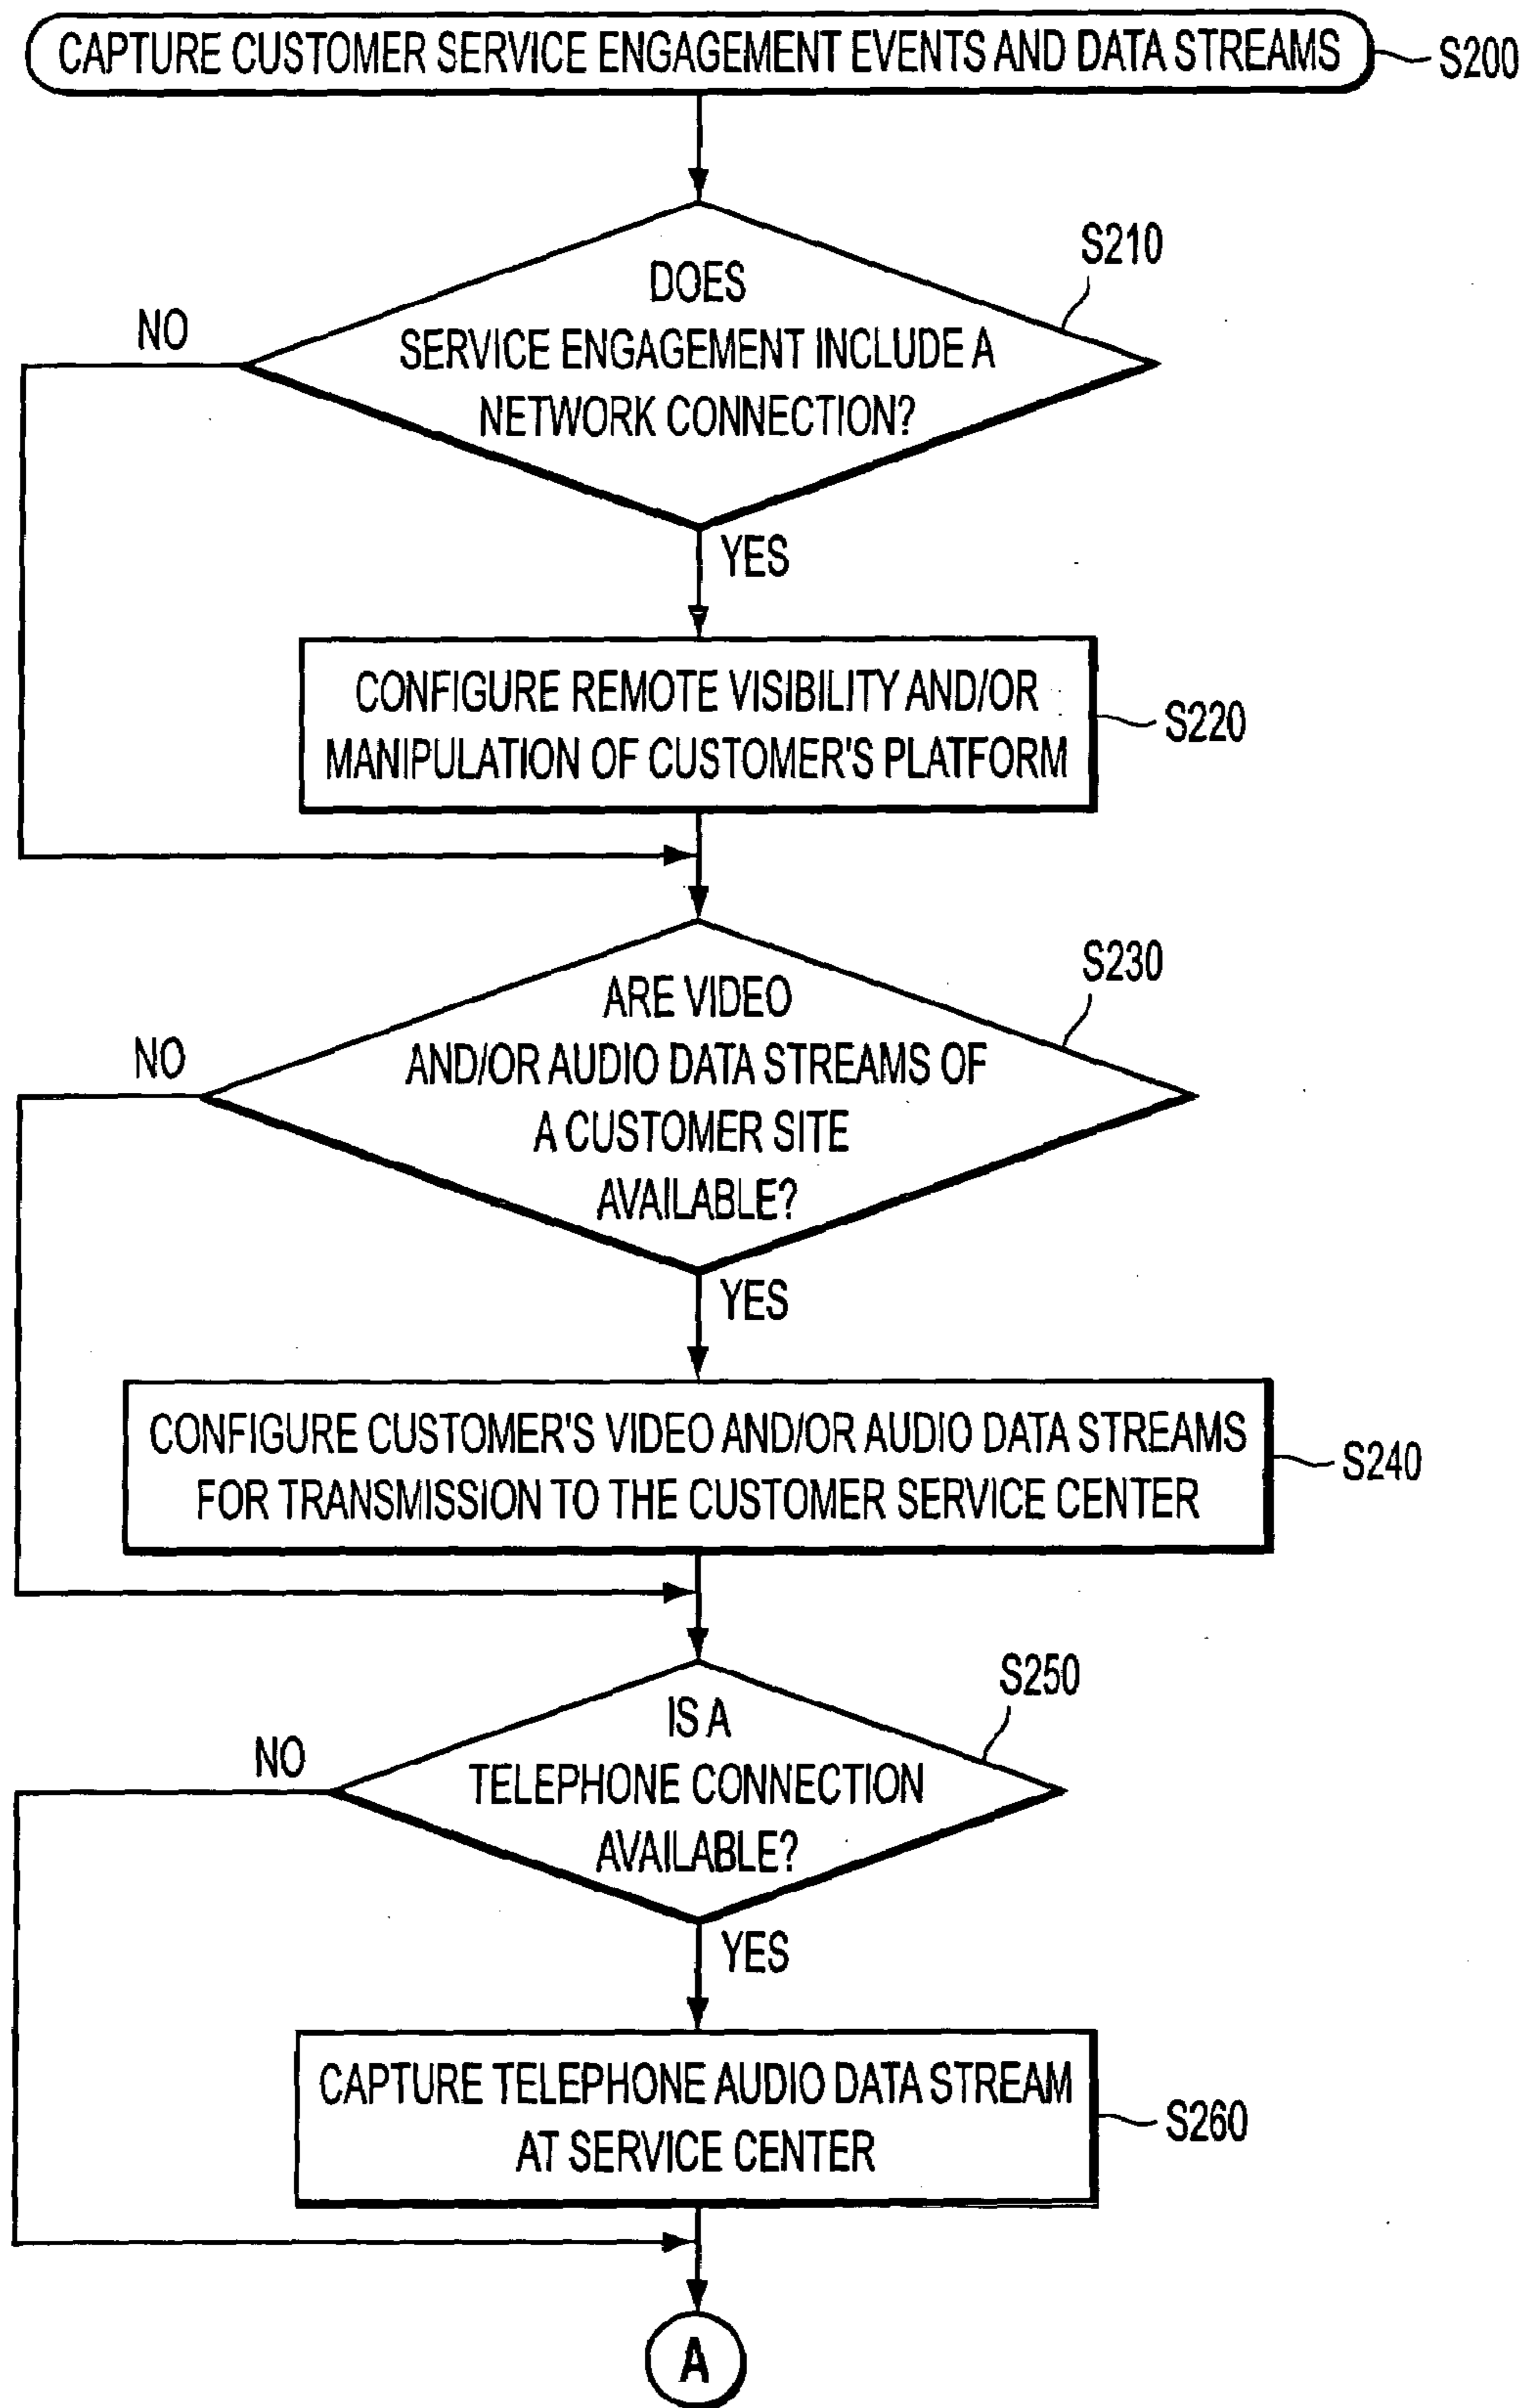 CAPTURE CUSTOMER SERVICE ENGAGEMENT EVENTS AND DATA STREAMS
S200
S210
DOES
SERVICE ENGAGEMENT INCLUDE A
NETWORK CONNECTION?
NO
YES
CONFIGURE REMOTE VISIBILITY AND/OR
MANIPULATION OF CUSTOMER'S PLATFORM
S220
S230
ARE VIDEO
AND/OR AUDIO DATA STREAMS OF
A CUSTOMER SITE
AVAILABLE?
NO
YES
CONFIGURE CUSTOMER'S VIDEO AND/OR AUDIO DATA STREAMS
FOR TRANSMISSION TO THE CUSTOMER SERVICE CENTER
S240
S250
IS A
TELEPHONE CONNECTION
AVAILABLE?
NO
YES
CAPTURE TELEPHONE AUDIO DATA STREAM
AT SERVICE CENTER
S260
A